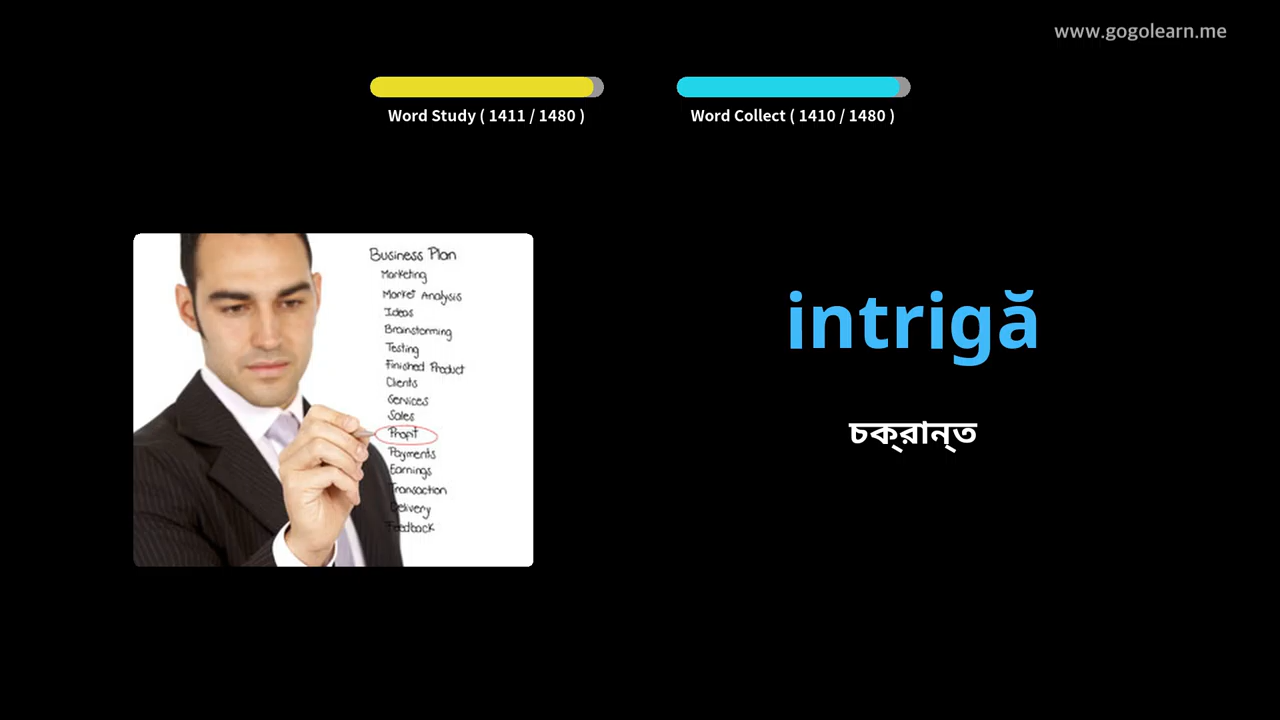 www.gogolearn.me
Word Study ( 1411 / 1480 )
Word Collect ( 1410 / 1480 )
Business Plan
Marketing
Market Analysis
Ideas
Brainstorming
Testing
Finished Product
Clients
Services
Sales
Profit
Payments
Earnings
Transaction
Delivery
Feedback
intrigă
চক্রান্ত